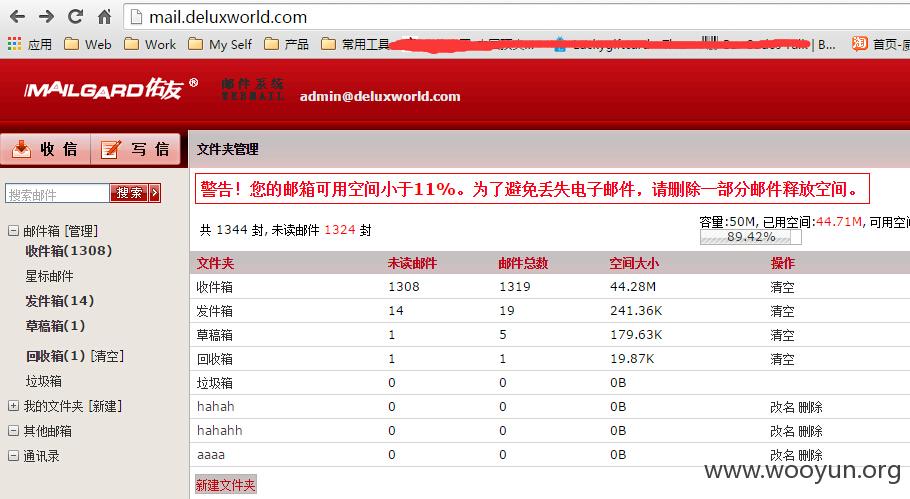 mail.deluxworld.com
应用 Web Work My Self 产品 常用工具 B... 首页-
MAILGARD佑友® 邮件系统 WEBMAIL admin@deluxworld.com
收信 写信 文件夹管理
搜索邮件 搜索
警告！您的邮箱可用空间小于11%。为了避免丢失电子邮件，请删除一部分邮件释放空间。
共 1344 封, 未读邮件 1324 封
容量:50M, 已用空间:44.71M, 可用空间
89.42%
邮件箱 [管理]
收件箱(1308)
星标邮件
发件箱(14)
草稿箱(1)
回收箱(1) [清空]
垃圾箱
我的文件夹 [新建]
其他邮箱
通讯录
文件夹 未读邮件 邮件总数 空间大小 操作
收件箱 1308 1319 44.28M 清空
发件箱 14 19 241.36K 清空
草稿箱 1 5 179.63K 清空
回收箱 1 1 19.87K 清空
垃圾箱 0 0 0B
hahah 0 0 0B 改名 删除
hahahh 0 0 0B 改名 删除
aaaa 0 0 0B 改名 删除
新建文件夹
www.wooyun.org